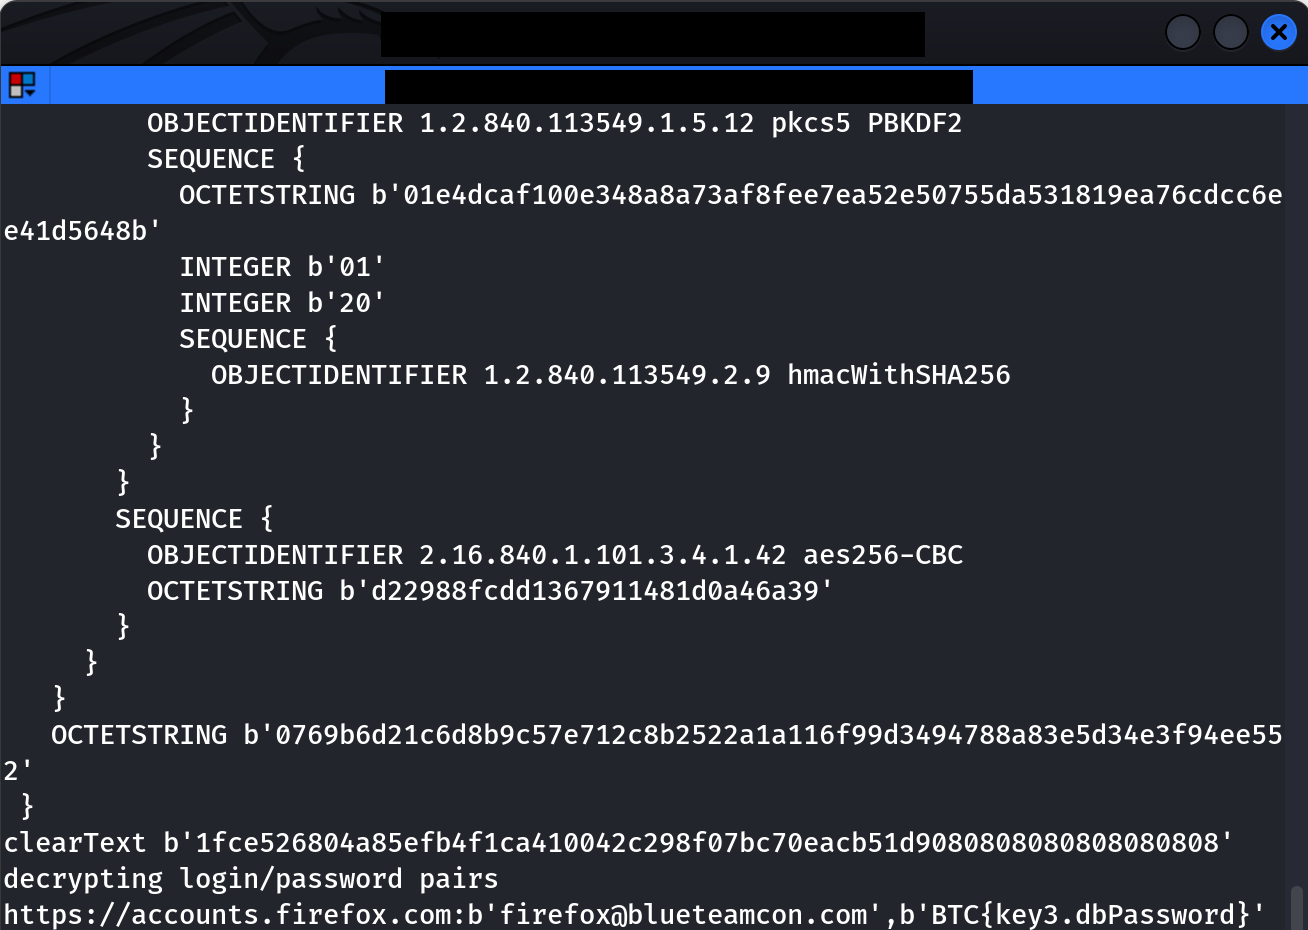 OBJECTIDENTIFIER 1.2.840.113549.1.5.12 pkcs5 PBKDF2
SEQUENCE {
OCTETSTRING b'01e4dcaf100e348a8a73af8fee7ea52e50755da531819ea76cdcc6e
e41d5648b'
INTEGER b'01'
INTEGER b'20'
SEQUENCE {
OBJECTIDENTIFIER 1.2.840.113549.2.9 hmacWithSHA256
}
}
}
SEQUENCE {
OBJECTIDENTIFIER 2.16.840.1.101.3.4.1.42 aes256-CBC
OCTETSTRING b'd22988fcdd1367911481d0a46a39'
}
}
}
OCTETSTRING b'0769b6d21c6d8b9c57e712c8b2522a1a116f99d3494788a83e5d34e3f94ee55
2'
}
clearText b'1fce526804a85efb4f1ca410042c298f07bc70eacb51d90808080808080808'
decrypting login/password pairs
https://accounts.firefox.com:b'firefox@blueteamcon.com',b'BTC{key3.dbPassword}'